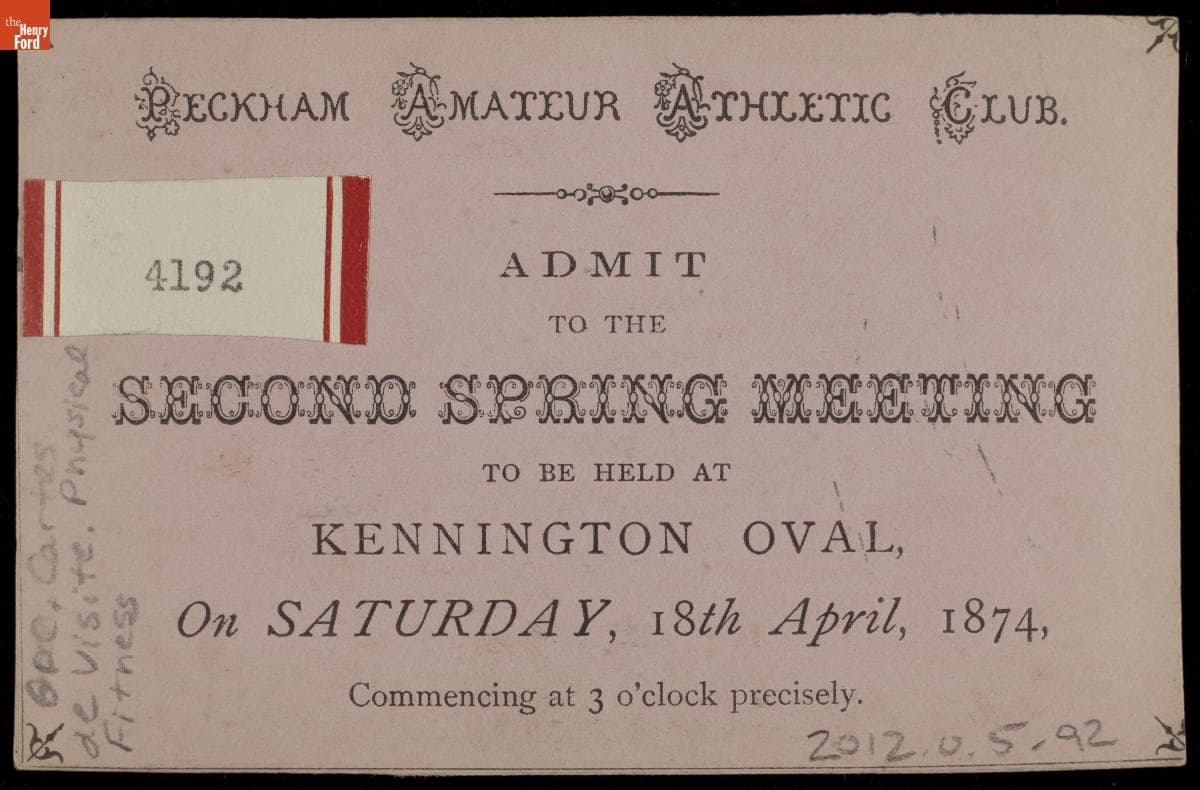 the
Henry
Ford
PECKHAM AMATEUR ATHLETIC CLUB.
4192
ADMIT
TO THE
SECOND SPRING MEETING
TO BE HELD AT
KENNINGTON OVAL,
On SATURDAY, 18th April, 1874,
Commencing at 3 o'clock precisely.
Cartes
de Visite. Physical
Fitness
2012.0.5.92